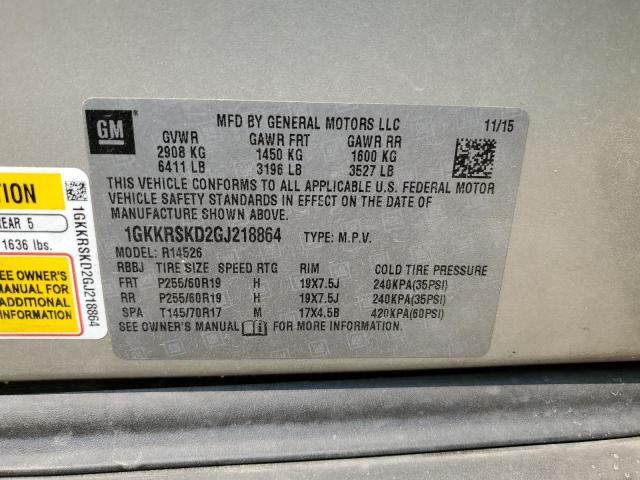 GM
MFD BY GENERAL MOTORS LLC 11/15
GVWR GAWR FRT GAWR RR
2908 KG 1450 KG 1600 KG
6411 LB 3196 LB 3527 LB
THIS VEHICLE CONFORMS TO ALL APPLICABLE U.S. FEDERAL MOTOR
VEHICLE SAFETY STANDARDS IN EFFECT ON THE DATE OF
MANUFACTURE SHOWN ABOVE.
1GKKRSKD2GJ218864 TYPE: M.P.V.
MODEL: R14526
RBBJ TIRE SIZE SPEED RTG RIM COLD TIRE PRESSURE
FRT P255/60R19 H 19X7.5J 240KPA(35PSI)
RR P255/60R19 H 19X7.5J 240KPA(35PSI)
SPA T145/70R17 M 17X4.5B 420KPA(60PSI)
SEE OWNER'S MANUAL FOR MORE INFORMATION.
TION
EAR 5
1636 lbs.
SEE OWNER'S
MANUAL FOR
ADDITIONAL
INFORMATION
1GKKRSKD2GJ218864